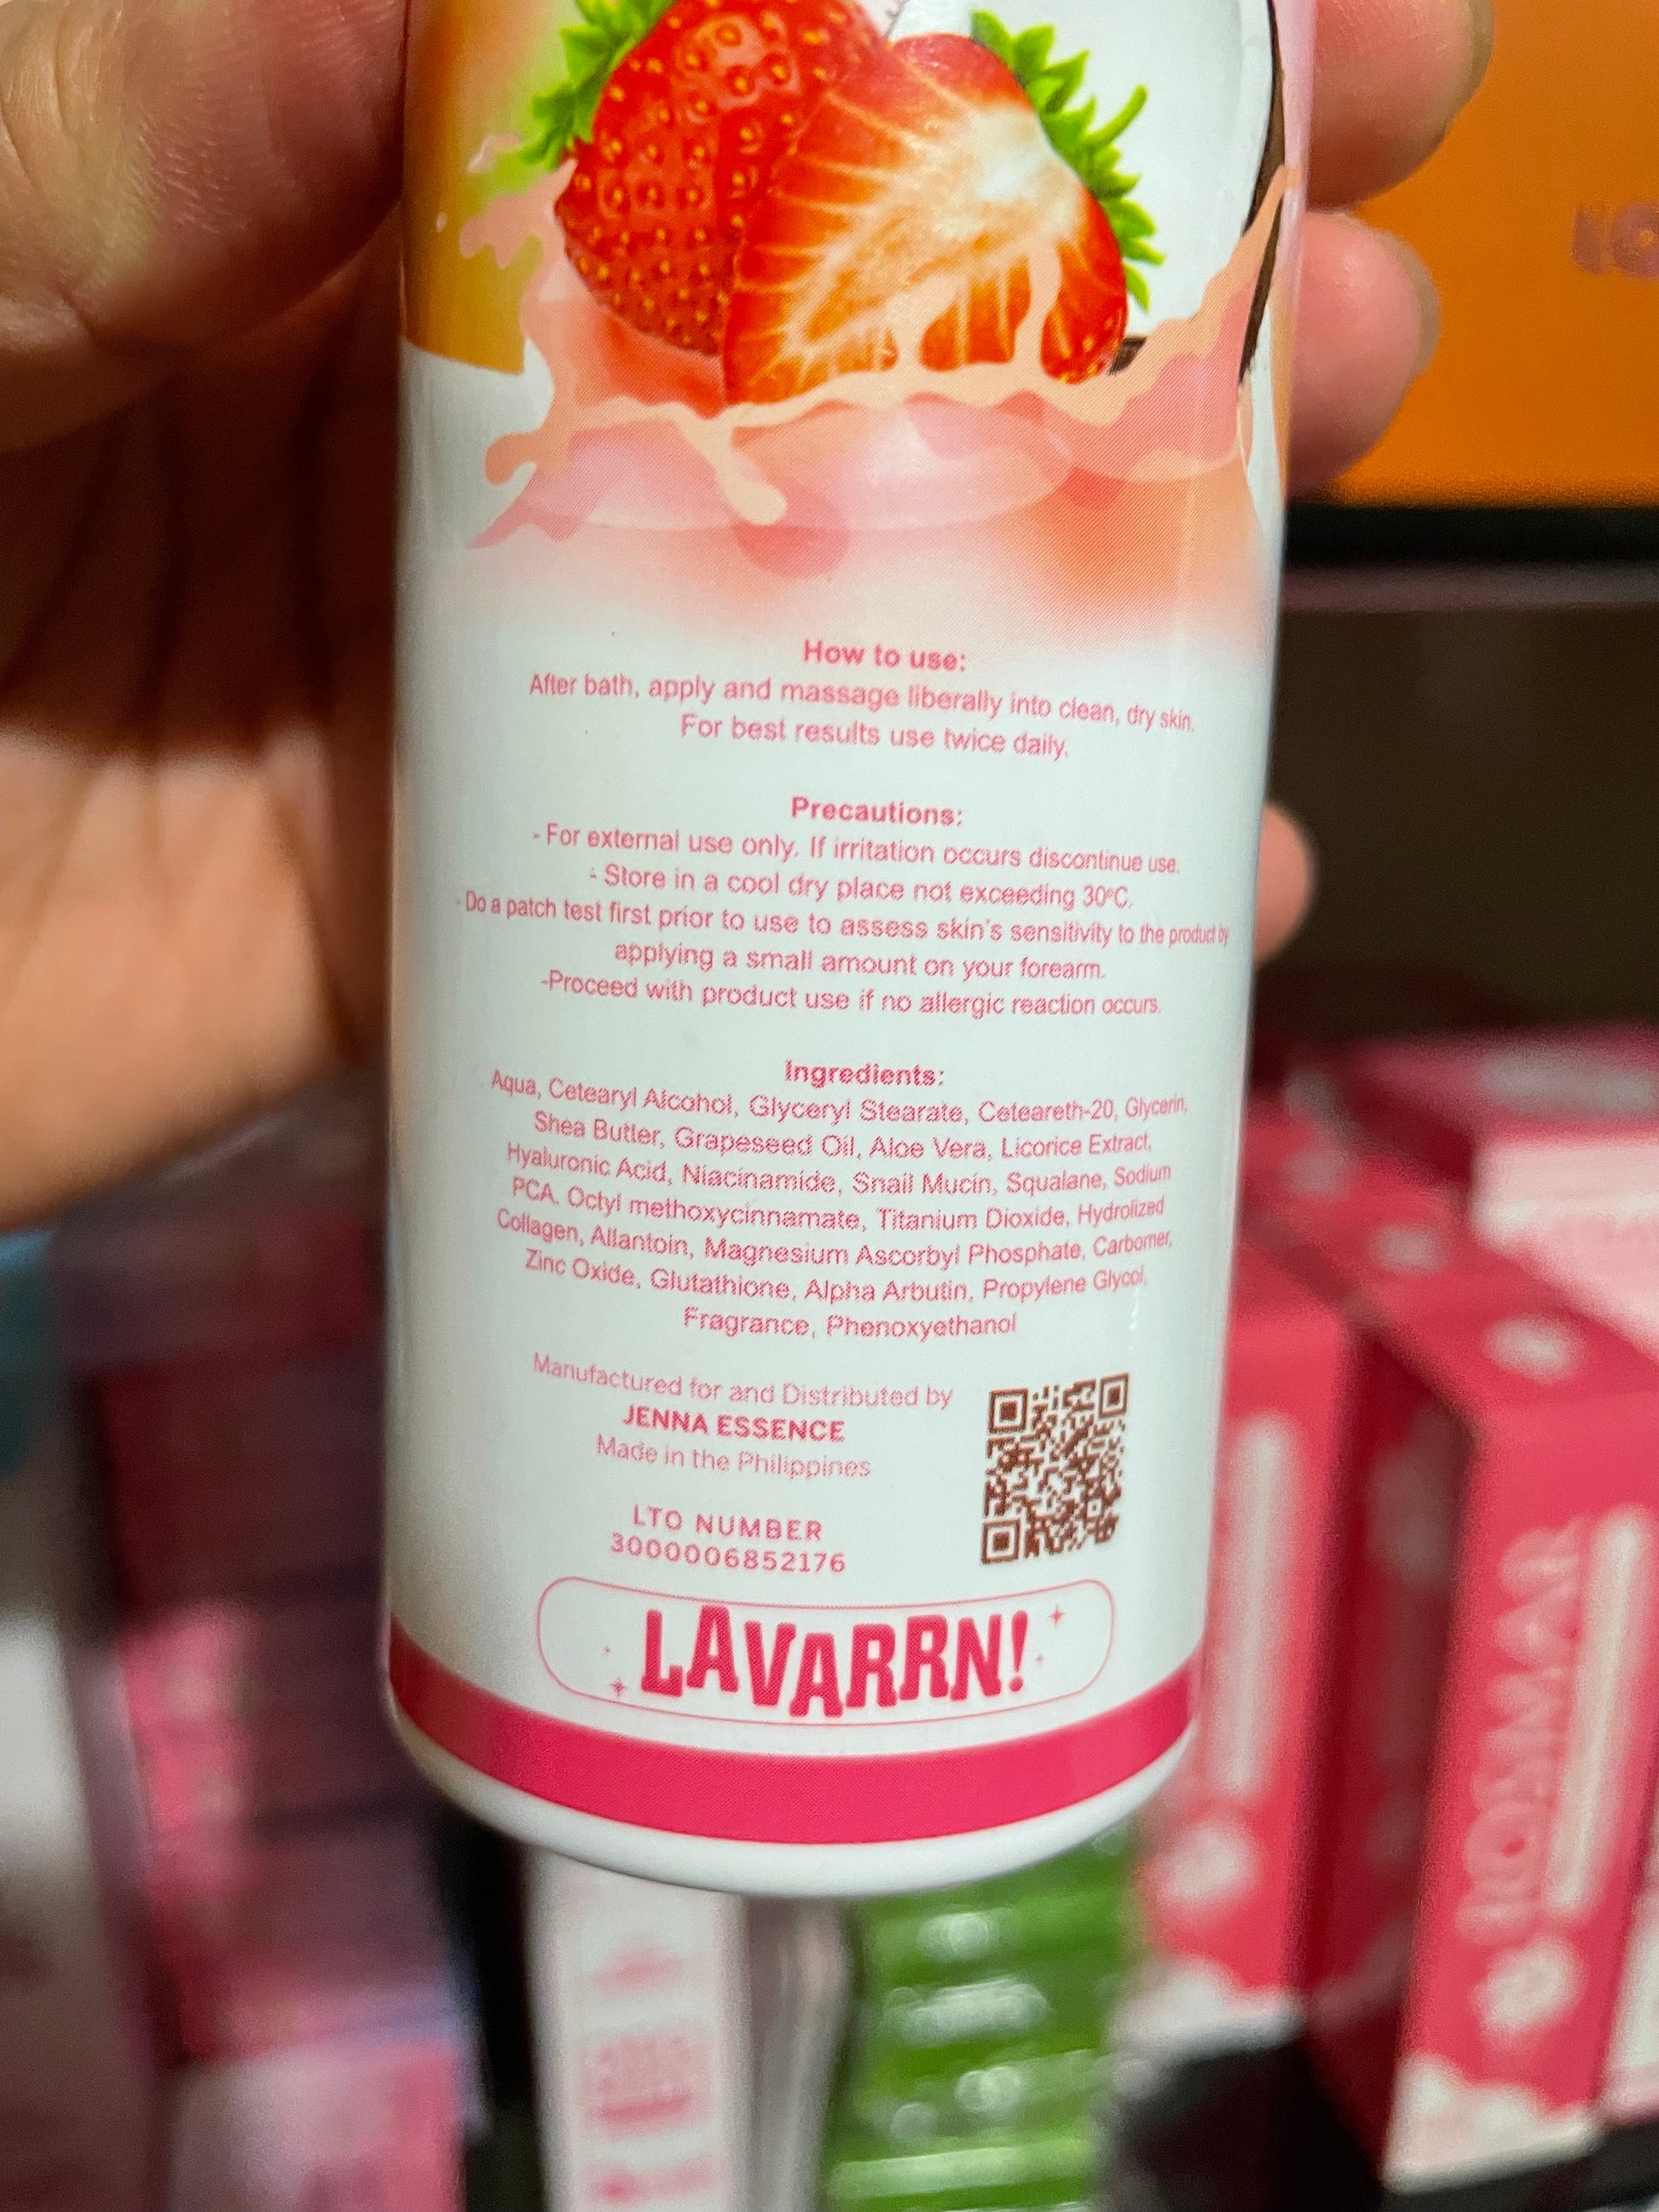 How to use:
After bath, apply and massage liberally into clean, dry skin.
For best results use twice daily.
Precautions:
- For external use only. If irritation occurs discontinue use.
- Store in a cool dry place not exceeding 30ºC.
- Do a patch test first prior to use to assess skin's sensitivity to the product by
applying a small amount on your forearm.
-Proceed with product use if no allergic reaction occurs.
Ingredients:
Aqua, Cetearyl Alcohol, Glyceryl Stearate, Ceteareth-20, Glycerin,
Shea Butter, Grapeseed Oil, Aloe Vera, Licorice Extract,
Hyaluronic Acid, Niacinamide, Snail Mucin, Squalane, Sodium
PCA, Octyl methoxycinnamate, Titanium Dioxide, Hydrolized
Collagen, Allantoin, Magnesium Ascorbyl Phosphate, Carbomer,
Zinc Oxide, Glutathione, Alpha Arbutin, Propylene Glycol,
Fragrance, Phenoxyethanol
Manufactured for and Distributed by
JENNA ESSENCE
Made in the Philippines
LTO NUMBER
3000006852176
LAVARRN!